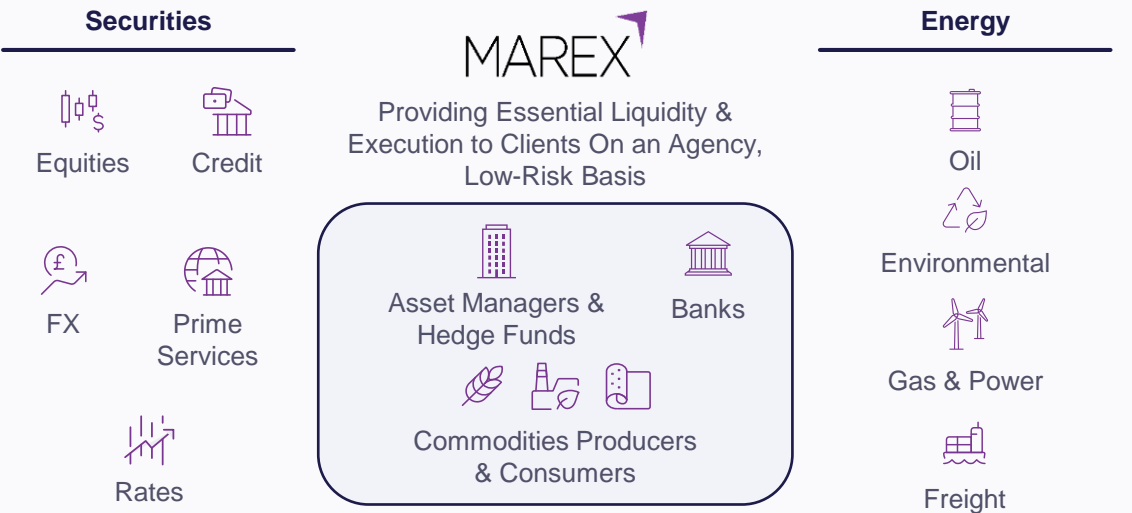 Securities
Equities
Credit
FX
Prime
Services
Rates
MAREX
Providing Essential Liquidity &
Execution to Clients On an Agency,
Low-Risk Basis
Asset Managers &
Hedge Funds
Banks
Commodities Producers
& Consumers
Energy
Oil
Environmental
Gas & Power
Freight